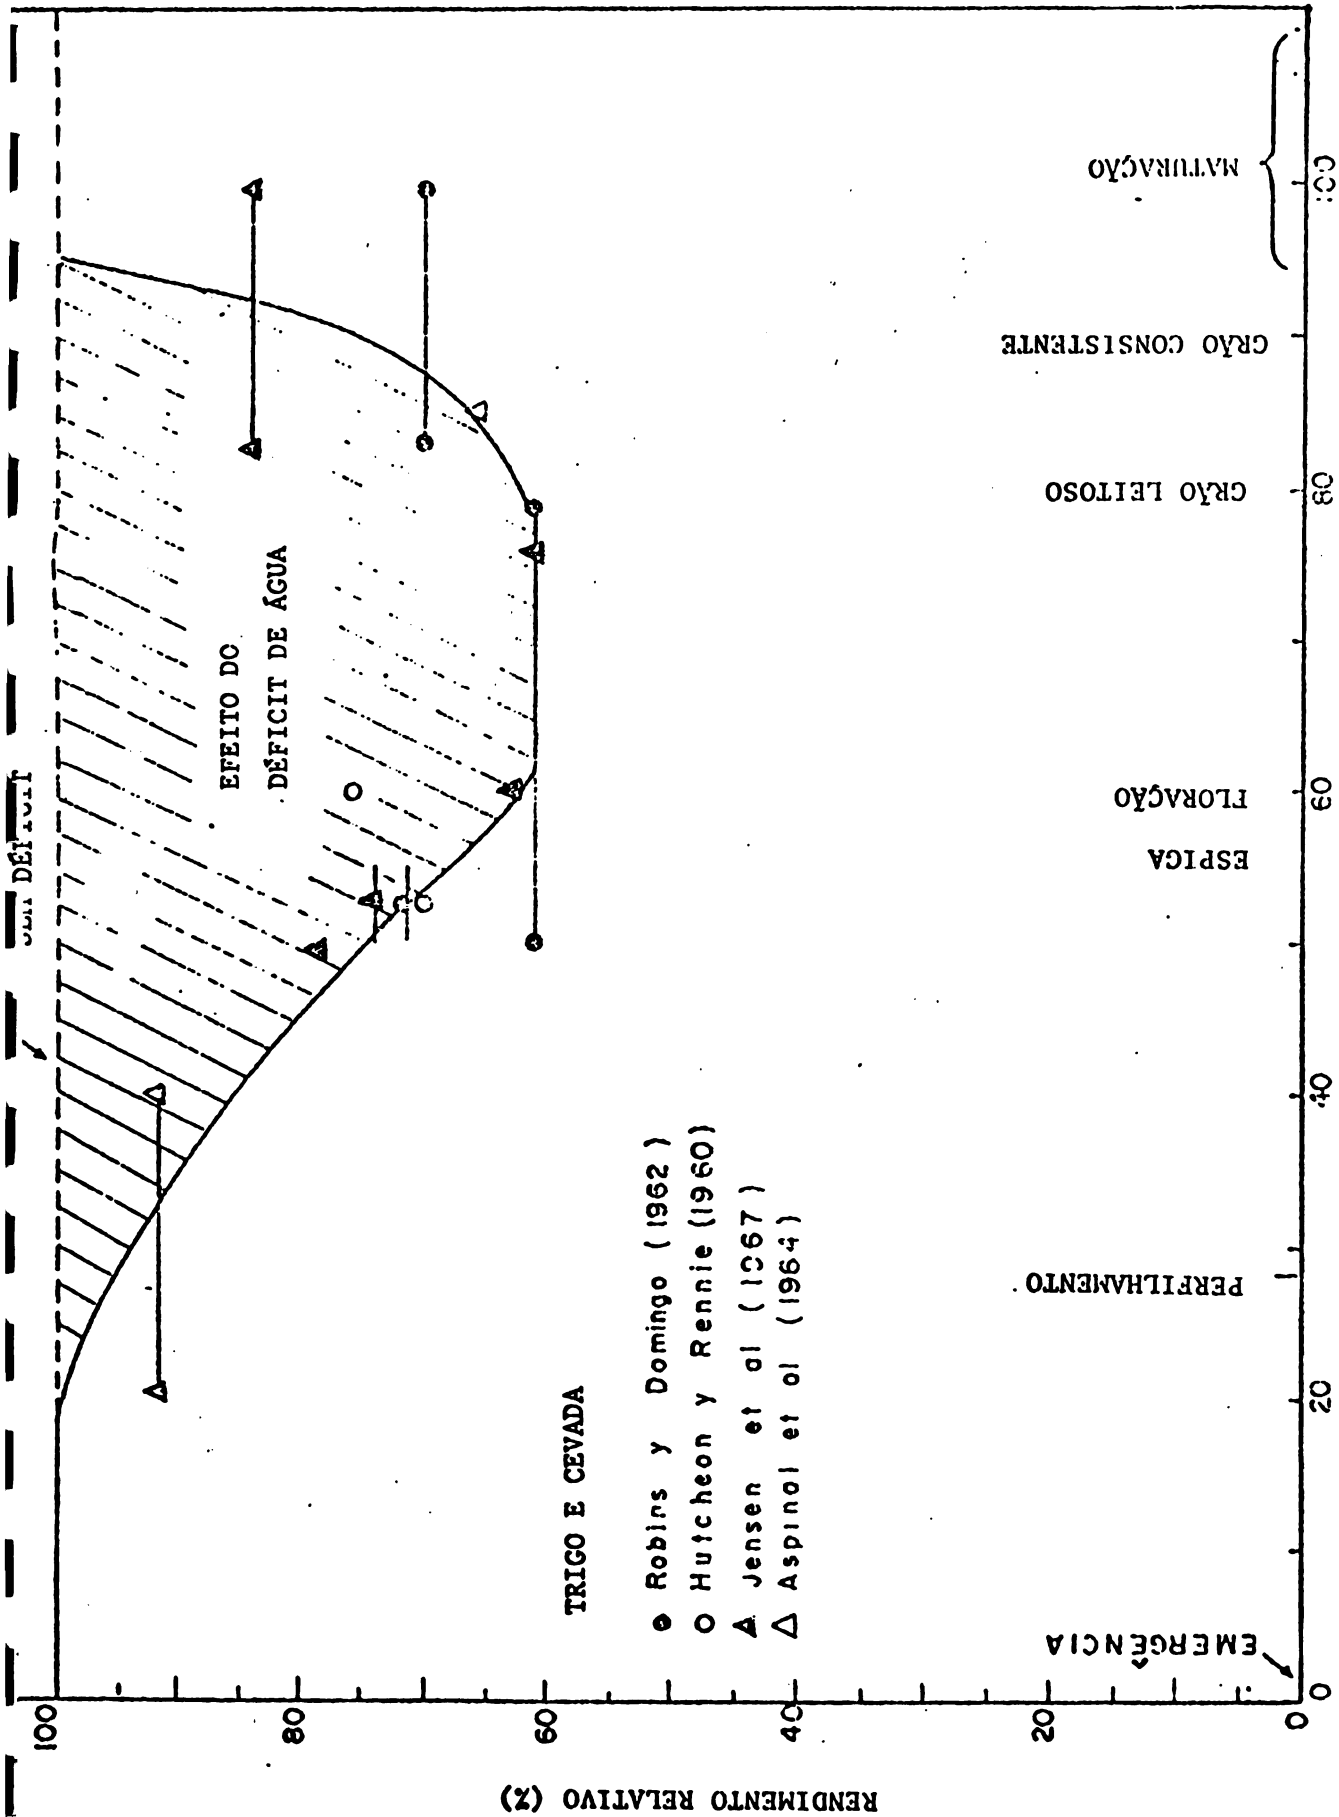 SEM DÉFICIT
EFEITO DO
DÉFICIT DE ÁGUA
TRIGO E CEVADA
Robins y Domingo (1962)
Hutcheon y Rennie (1960)
Jensen et al (1967)
Aspinal et al (1964)
RENDIMENTO RELATIVO (%)
100
80
60
40
20
0
EMERGÊNCIA
PERFILHAMENTO
ESPIGA
FLORAÇÃO
GRÃO LEITOSO
GRÃO CONSISTENTE
MATURAÇÃO
0
20
40
60
80
100